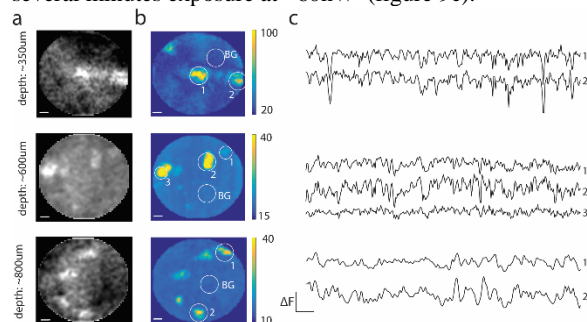 several minutes exposure at ~60nW (figure 9c).
a
b
c
depth: ~350um
BG
1
2
100
20
1
2
depth: ~600um
1
2
3
BG
40
15
1
2
3
depth: ~800um
1
BG
2
40
10
1
2
ΔF